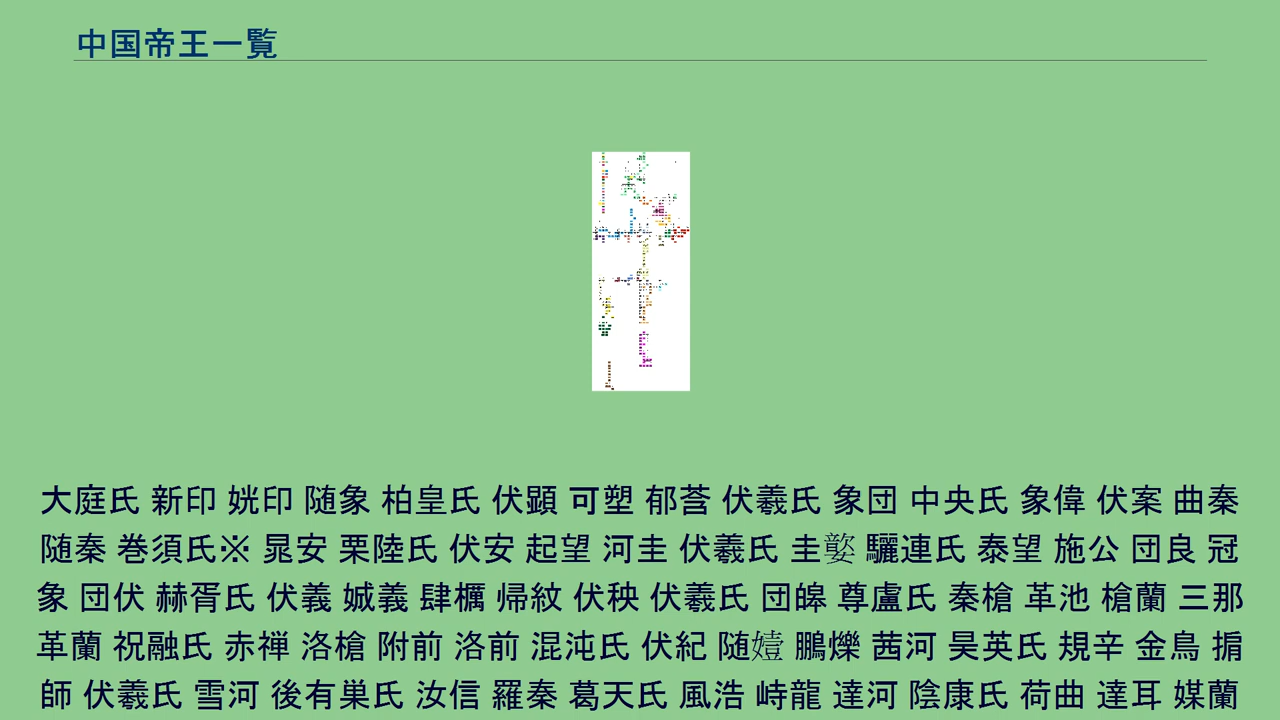 中国帝王一覧
大庭氏 新印 姯印 随象 柏皇氏 伏顕 可塑 郁莟 伏羲氏 象団 中央氏 象偉 伏案 曲秦
随秦 巻須氏※ 晁安 栗陸氏 伏安 起望 河圭 伏羲氏 圭 驪連氏 泰望 施公 団良 冠
象 団伏 赫胥氏 伏義 娍義 肆欐 帰紋 伏秧 伏羲氏 団皞 尊盧氏 秦槍 革池 槍蘭 三那
革蘭 祝融氏 赤禅 洛槍 附前 洛前 混沌氏 伏紀 随嬄 鵬爍 茜河 昊英氏 規辛 金鳥 掮
師 伏羲氏 雪河 後有巣氏 汝信 羅秦 葛天氏 風浩 峙龍 達河 陰康氏 荷曲 達耳 媒蘭